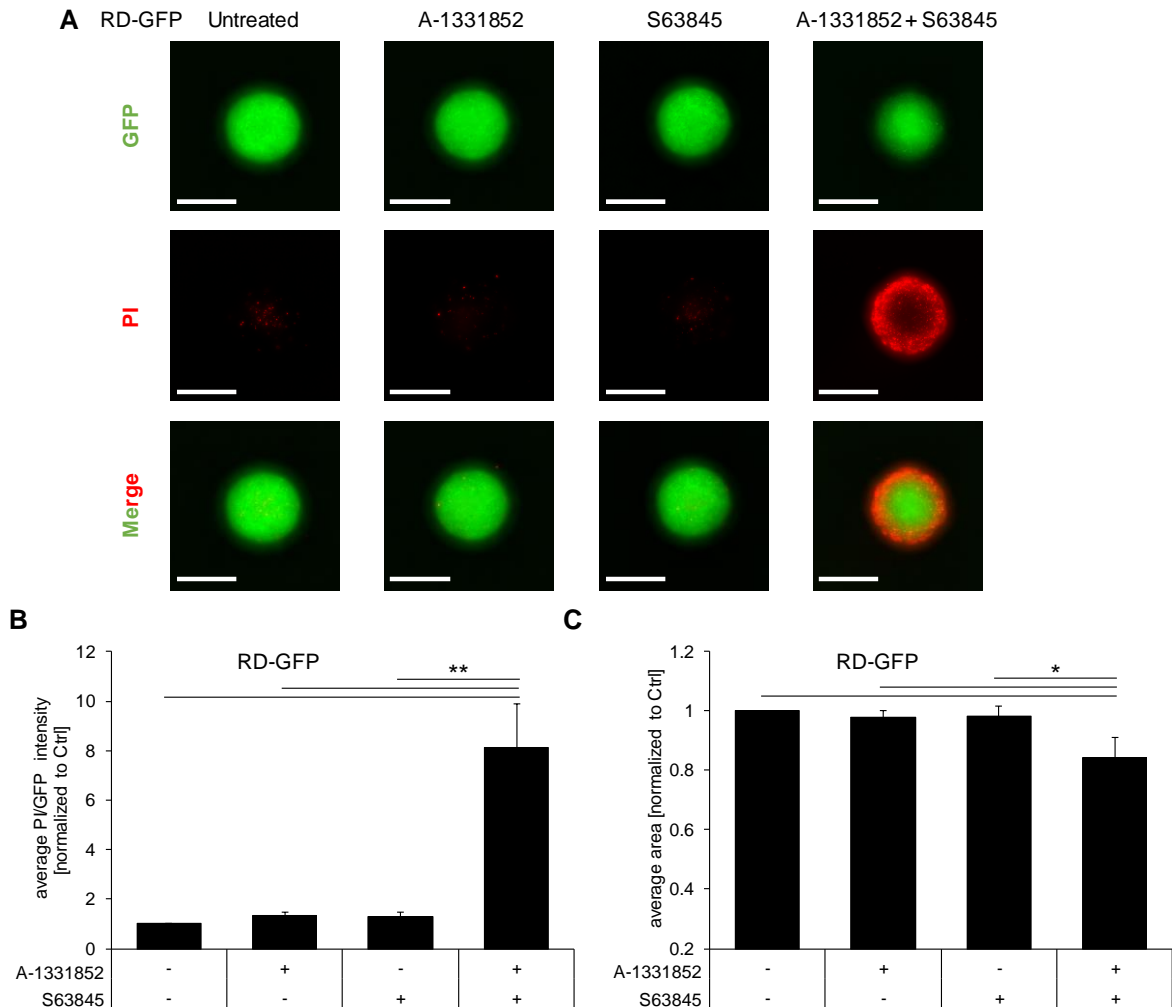 A RD-GFP Untreated A-1331852 S63845 A-1331852 + S63845
GFP
PI
Merge
B
RD-GFP
**
average PI/GFP intensity
[normalized to Ctrl]
12
10
8
6
4
2
0
A-1331852 - + - +
S63845 - - + +
C
RD-GFP
*
average area [normalized to Ctrl]
1.2
1
0.8
0.6
0.4
0.2
- + - +
- - + +